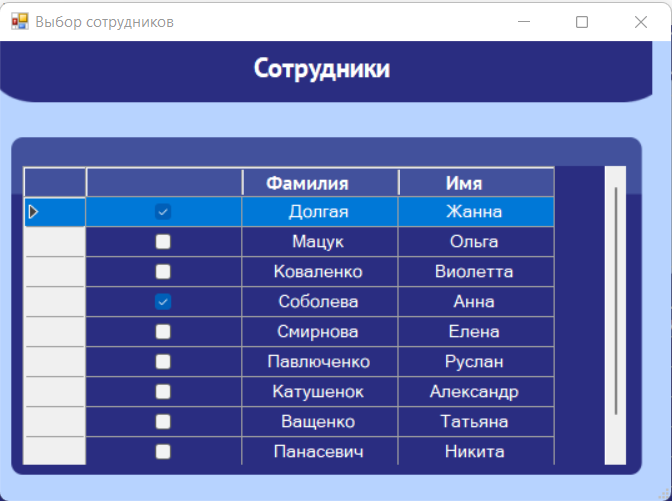 Выбор сотрудников
Сотрудники
Фамилия Имя
Долгая Жанна
Мацук Ольга
Коваленко Виолетта
Соболева Анна
Смирнова Елена
Павлюченко Руслан
Катушенок Александр
Ващенко Татьяна
Панасевич Никита